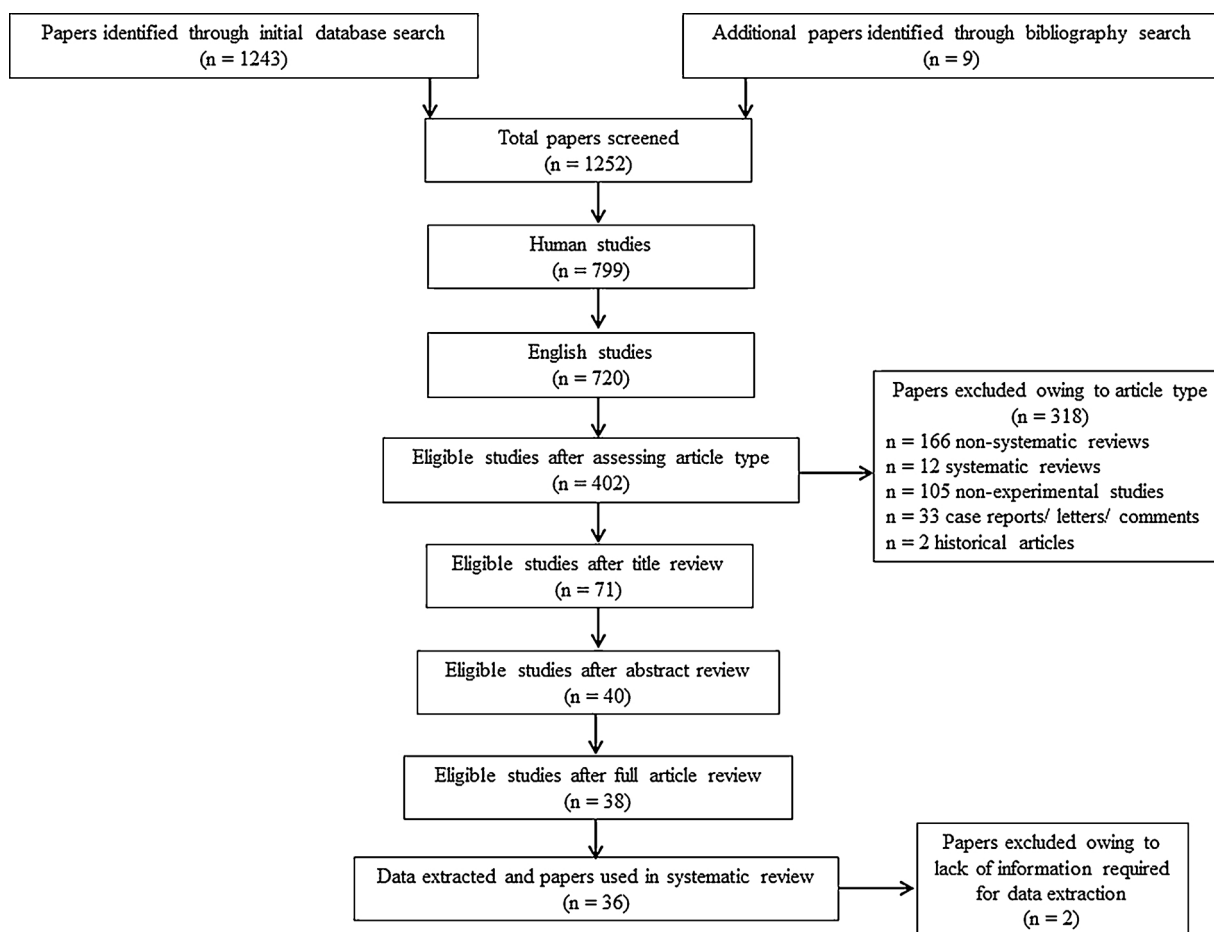 Papers identified through initial database search
(n = 1243)
Additional papers identified through bibliography search
(n = 9)
Total papers screened
(n = 1252)
Human studies
(n = 799)
English studies
(n = 720)
Papers excluded owing to article type
(n = 318)
n = 166 non-systematic reviews
n = 12 systematic reviews
n = 105 non-experimental studies
n = 33 case reports/ letters/ comments
n = 2 historical articles
Eligible studies after assessing article type
(n = 402)
Eligible studies after title review
(n = 71)
Eligible studies after abstract review
(n = 40)
Eligible studies after full article review
(n = 38)
Data extracted and papers used in systematic review
(n = 36)
Papers excluded owing to
lack of information required
for data extraction
(n = 2)